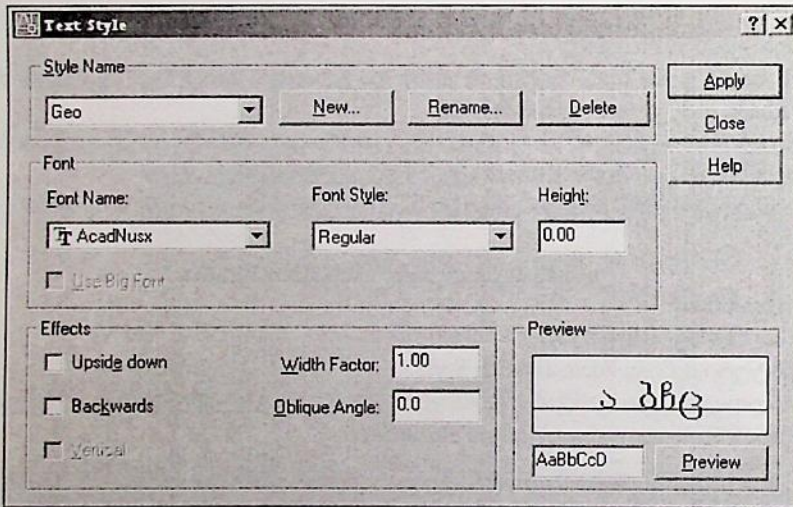 Text Style
Style Name
Geo
New...
Rename...
Delete
Apply
Close
Help
Font
Font Name:
Font Style:
Height:
AcadNusx
Regular
0.00
Use Big Font
Effects
Upside down
Width Factor: 1.00
Backwards
Oblique Angle: 0.0
Vertical
Preview
ა ბჩც
AaBbCcD
Preview